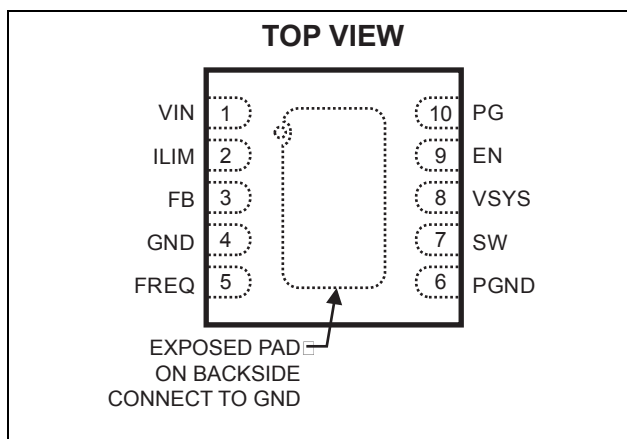 TOP VIEW
VIN 1 10 PG
ILIM 2 9 EN
FB 3 8 VSYS
GND 4 7 SW
FREQ 5 6 PGND
EXPOSED PAD
ON BACKSIDE
CONNECT TO GND